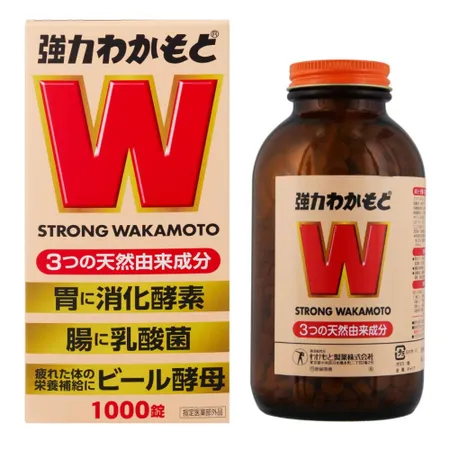 強力わかもと®
W
STRONG WAKAMOTO
3つの天然由来成分
胃に消化酵素
腸に乳酸菌
疲れた体の
栄養補給に ビール酵母
1000錠
指定医薬部外品
強力わかもと
W
STRONG WAKAMOTO
3つの天然由来成分
わかもと製薬株式会社